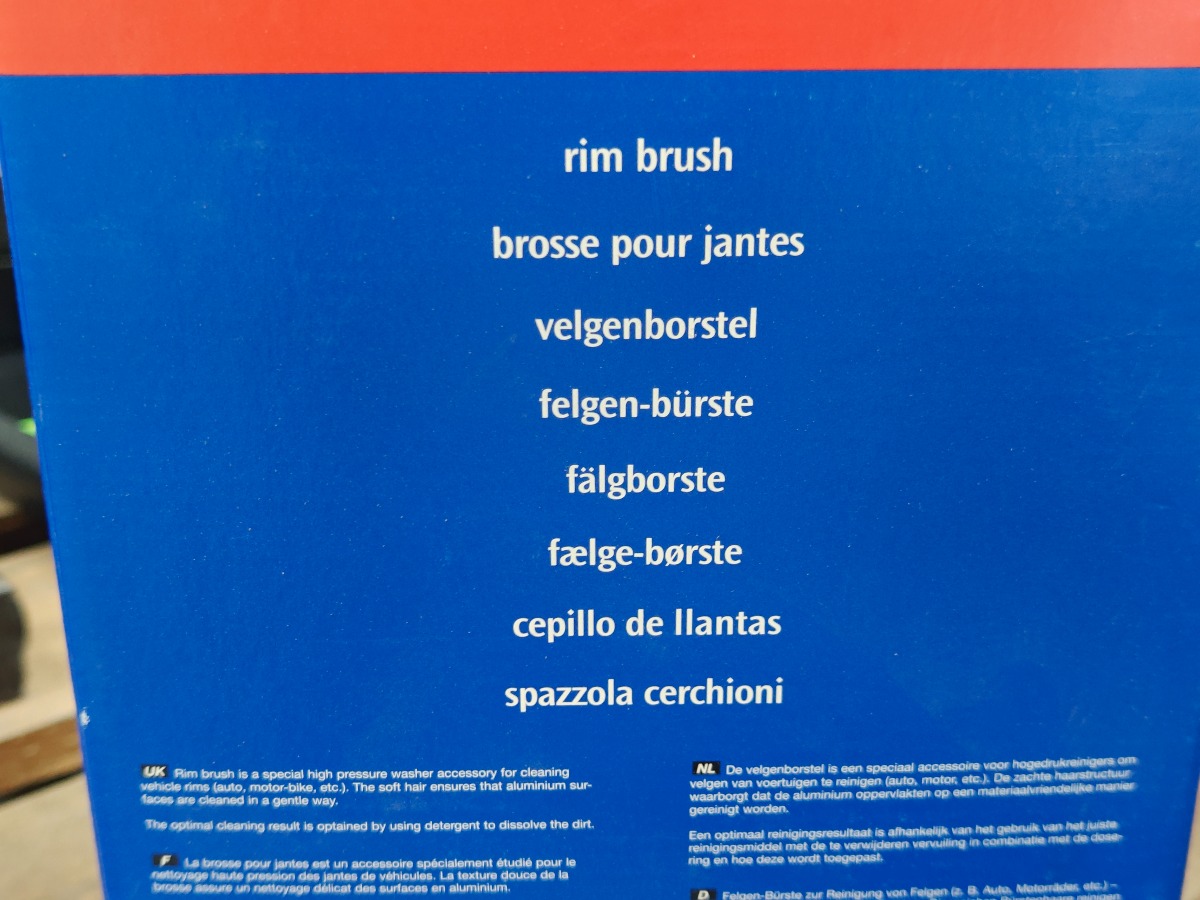 rim brush
brosse pour jantes
velgenborstel
felgen-bürste
fälgborste
fælge-børste
cepillo de llantas
spazzola cerchioni
UK Rim brush is a special high pressure washer accessory for cleaning
vehicle rims (auto, motor-bike, etc.). The soft hair ensures that aluminium sur-
faces are cleaned in a gentle way.
The optimal cleaning result is optained by using detergent to dissolve the dirt.
F La brosse pour jantes est un accessoire spécialement étudié pour le
nettoyage haute pression des jantes de véhicules. La texture douce de la
brosse assure un nettoyage délicat des surfaces en aluminium.
NL De velgenborstel is een speciaal accessoire voor hogedrukreinigers om
velgen van voertuigen te reinigen (auto, motor, etc.). De zachte haarstructuur
waarborgt dat de aluminium oppervlakten op een materiaalvriendelijke manier
gereinigt worden.
Een optimaal reinigingsresultaat is afhankelijk van het gebruik van het juiste
reinigingsmiddel met de te verwijderen vervuiling in combinatie met de dose-
ring en hoe deze wordt toegepast.
D Felgen-Bürste zur Reinigung von Felgen (z. B. Auto, Motorräder, etc.) –